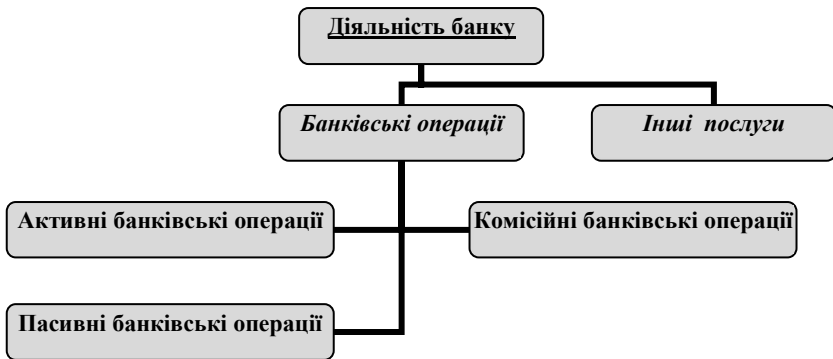 Діяльність банку
Банківські операції
Інші послуги
Активні банківські операції
Комісійні банківські операції
Пасивні банківські операції